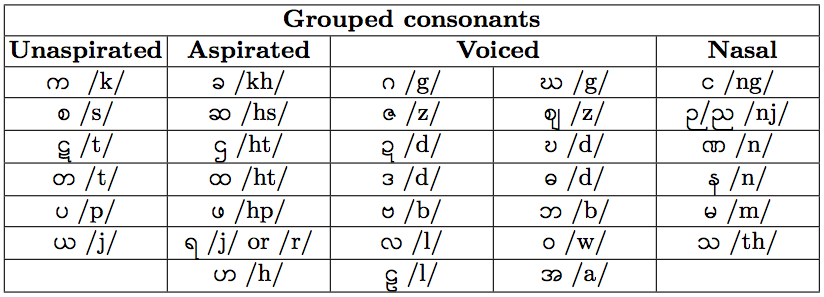 Grouped consonants
Unaspirated Aspirated Voiced Nasal
က /k/ ခ /kh/ ဂ /g/ ဃ /g/ င /ng/
စ /s/ ဆ /hs/ ဇ /z/ ဈ /z/ ဉ/ည /nj/
ဋ /t/ ဌ /ht/ ဍ /d/ ဎ /d/ ဏ /n/
တ /t/ ထ /ht/ ဒ /d/ ဓ /d/ န /n/
ပ /p/ ဖ /hp/ ဗ /b/ ဘ /b/ မ /m/
ယ /j/ ရ /j/ or /r/ လ /l/ ဝ /w/ သ /th/
ဟ /h/ ဠ /l/ အ /a/